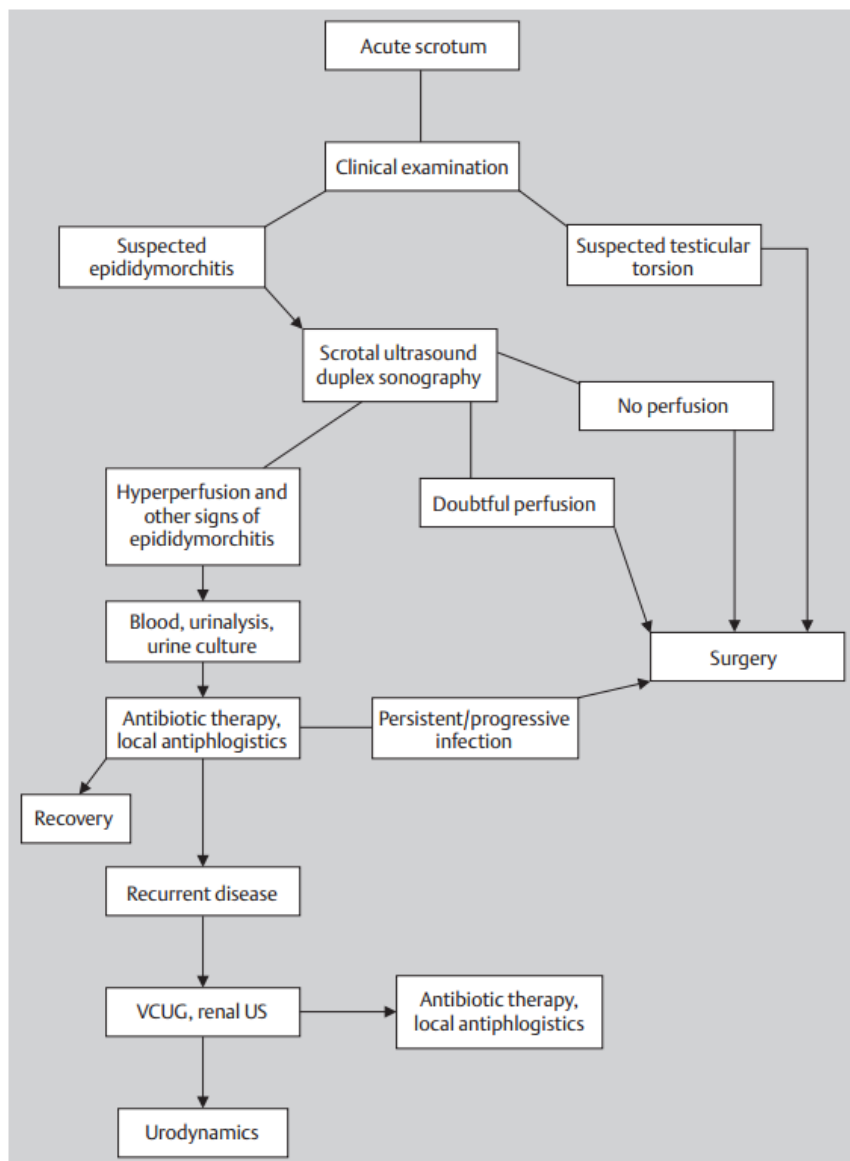 Acute scrotum
Clinical examination
Suspected
epididymorchitis
Suspected testicular
torsion
Scrotal ultrasound
duplex sonography
No perfusion
Hyperperfusion and
other signs of
epididymorchitis
Doubtful perfusion
Blood, urinalysis,
urine culture
Surgery
Antibiotic therapy,
local antiphlogistics
Persistent/progressive
infection
Recovery
Recurrent disease
VCUG, renal US
Antibiotic therapy,
local antiphlogistics
Urodynamics